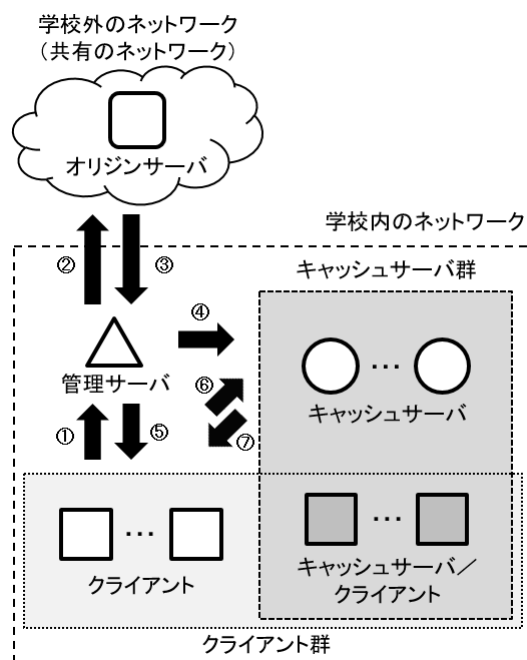 学校外のネットワーク
(共有のネットワーク)
オリジンサーバ
学校内のネットワーク
② ③
キャッシュサーバ群
④
…
管理サーバ
⑥
キャッシュサーバ
① ⑤
⑦
… …
クライアント
キャッシュサーバ/
クライアント
クライアント群